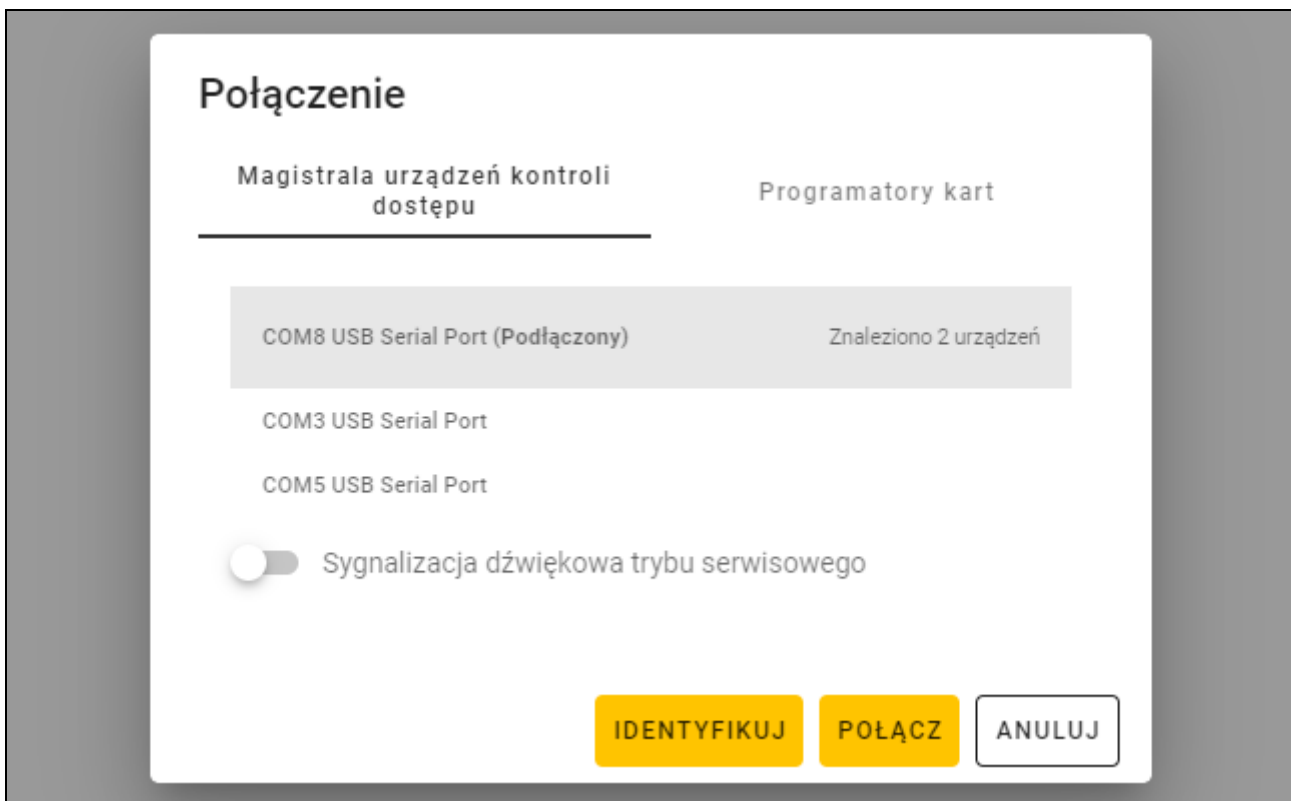 Połączenie
Magistrala urządzeń kontroli
dostępu
Programatory kart
COM8 USB Serial Port (Podłączony) Znaleziono 2 urządzeń
COM3 USB Serial Port
COM5 USB Serial Port
Sygnalizacja dźwiękowa trybu serwisowego
IDENTYFIKUJ POŁĄCZ ANULUJ